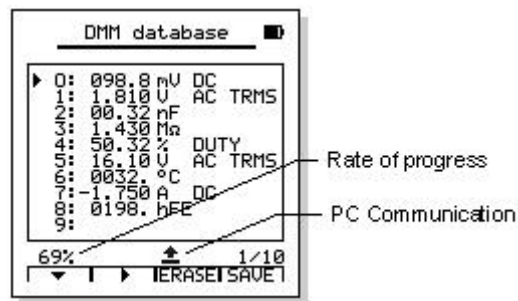 DMM database
0: 098.8 mV DC
1: 1.810 V AC TRMS
2: 00.32 nF
3: 1.430 MΩ
4: 50.32 % DUTY
5: 16.10 V AC TRMS
6: 0032. °C
7:-1.750 A DC
8: 0198. hFE
9:
69% 1/10
ERASE SAVE
Rate of progress
PC Communication